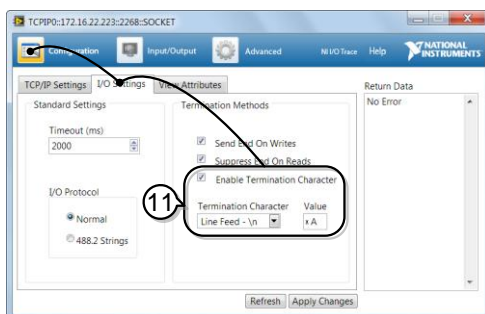 TCPIP0::172.16.22.223::2268::SOCKET
Configuration Input/Output Advanced NI I/O Trace Help NATIONAL INSTRUMENTS
TCP/IP Settings I/O Settings View Attributes
Return Data
Standard Settings
Termination Methods
No Error
Timeout (ms)
2000
Send End On Writes
Suppress End On Reads
Enable Termination Character
I/O Protocol
11
Termination Character Value
Normal
Line Feed - \n
x A
488.2 Strings
Refresh Apply Changes